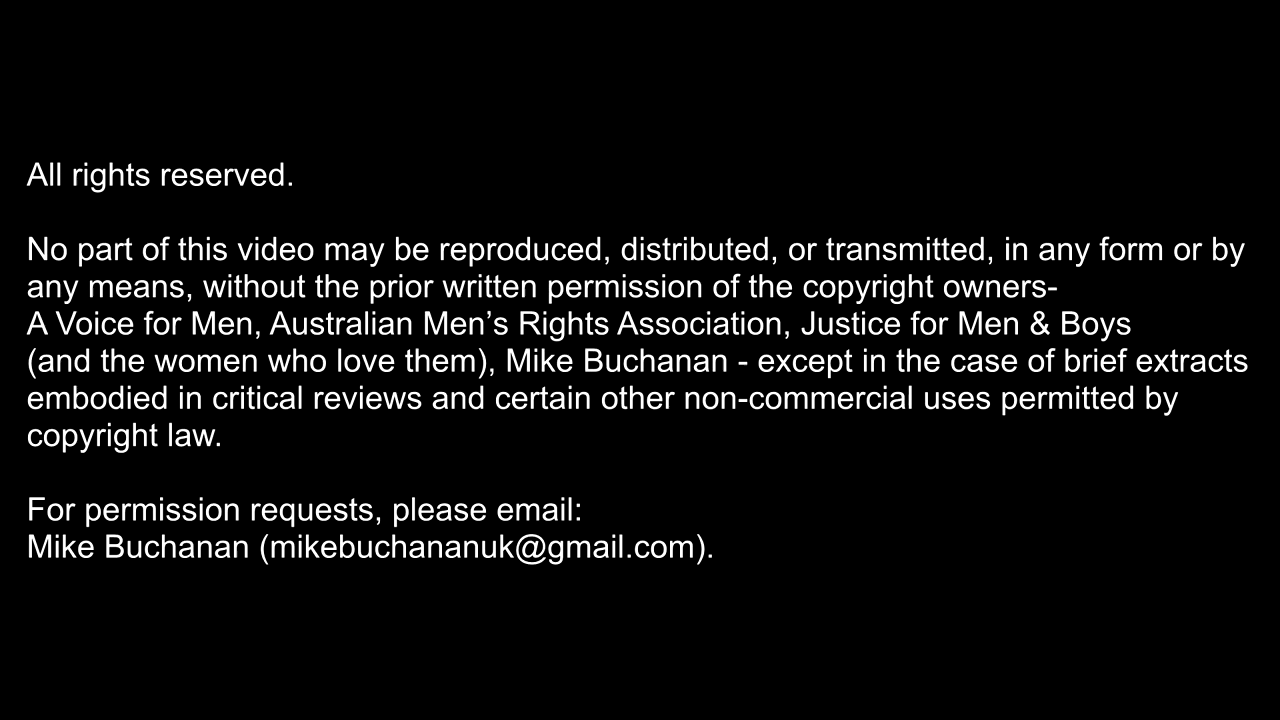 All rights reserved.
No part of this video may be reproduced, distributed, or transmitted, in any form or by
any means, without the prior written permission of the copyright owners-
A Voice for Men, Australian Men’s Rights Association, Justice for Men & Boys
(and the women who love them), Mike Buchanan - except in the case of brief extracts
embodied in critical reviews and certain other non-commercial uses permitted by
copyright law.
For permission requests, please email:
Mike Buchanan (mikebuchananuk@gmail.com).